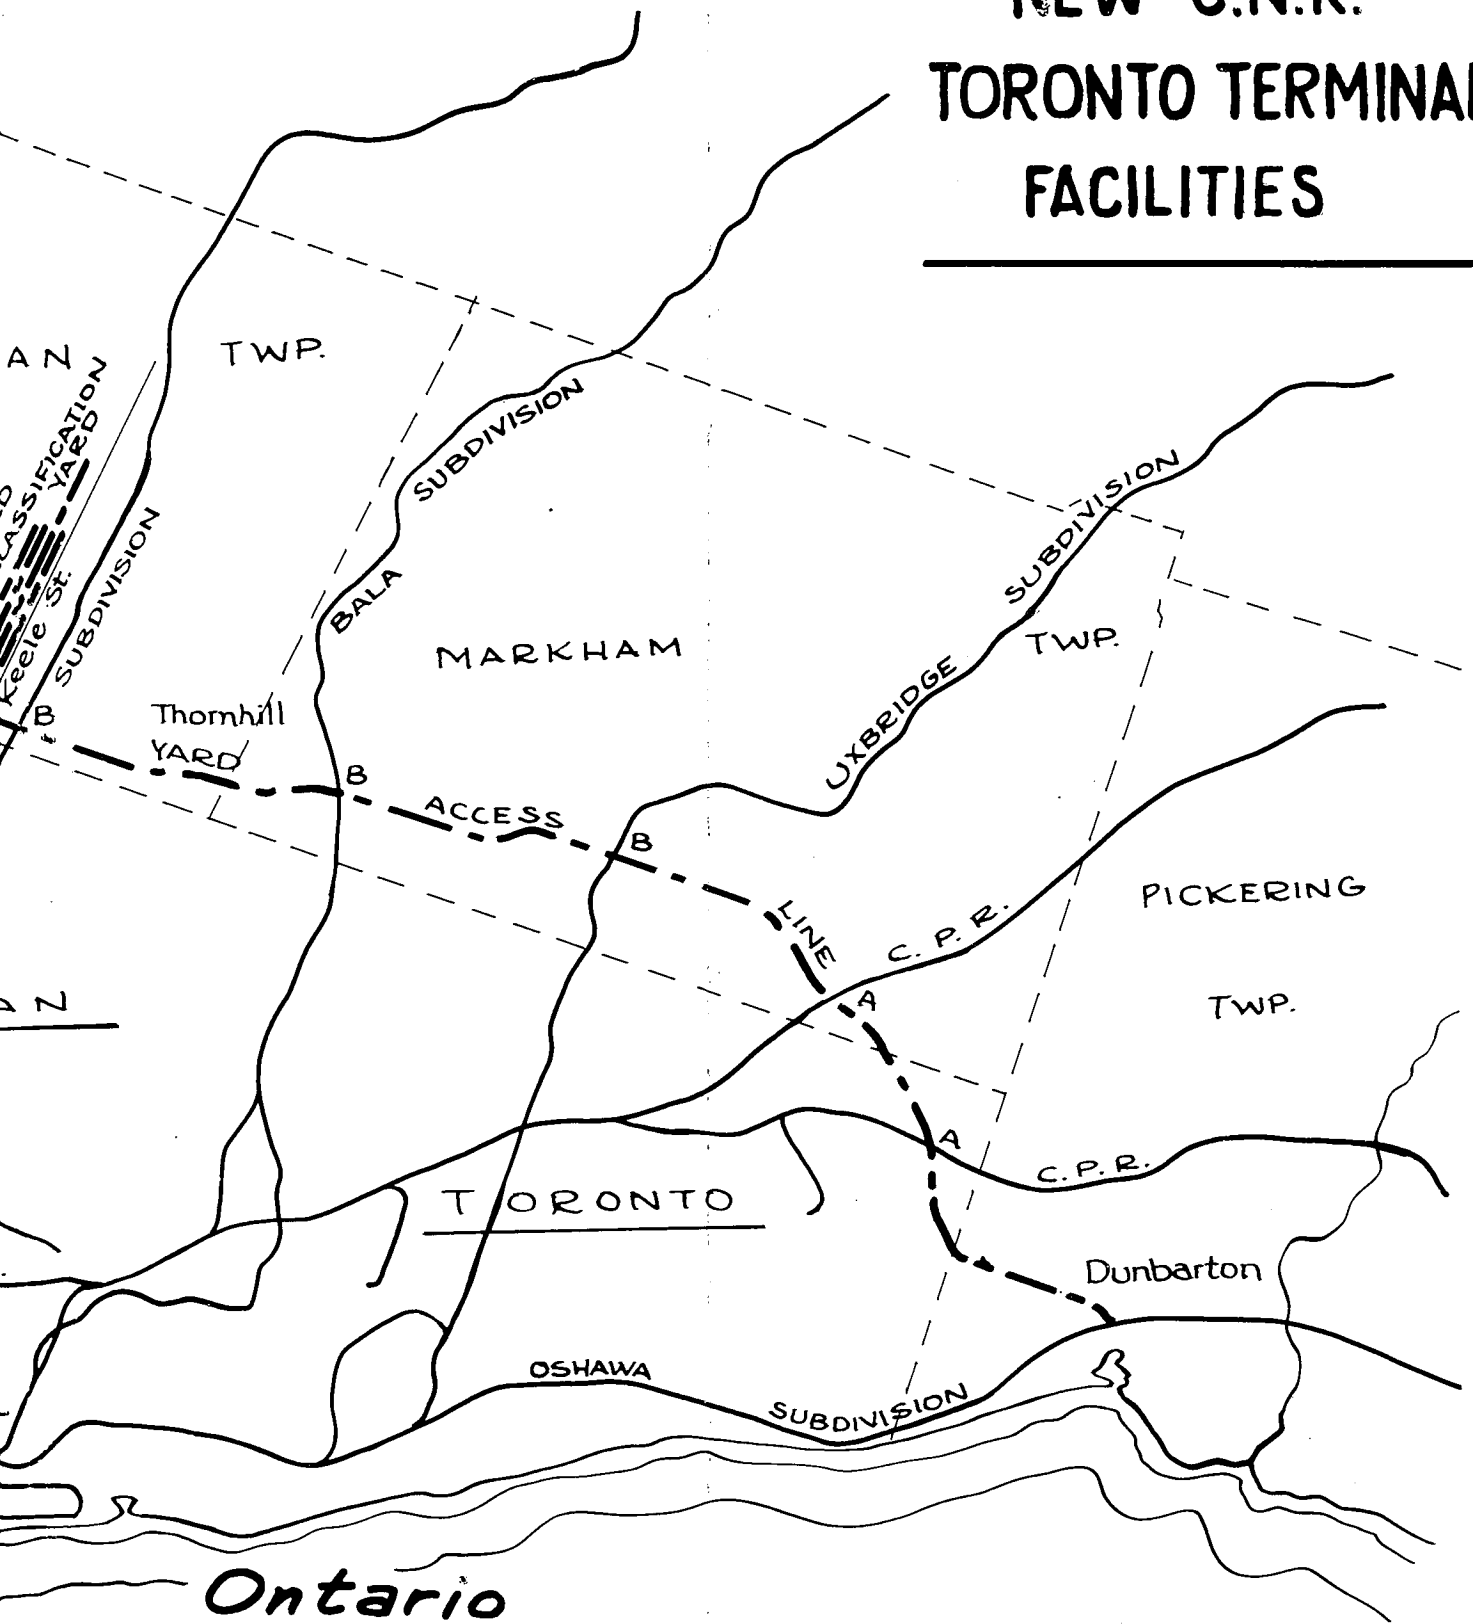 NEW C.N.R.
TORONTO TERMINAL
FACILITIES
AN
TWP.
CLASSIFICATION
YARD
Keele St.
SUBDIVISION
BALA
SUBDIVISION
UXBRIDGE
SUBDIVISION
MARKHAM
TWP.
Thornhill
YARD
ACCESS
LINE
B
B
B
A
A
C. P. R.
PICKERING
TWP.
AN
TORONTO
C. P. R.
Dunbarton
OSHAWA
SUBDIVISION
Ontario